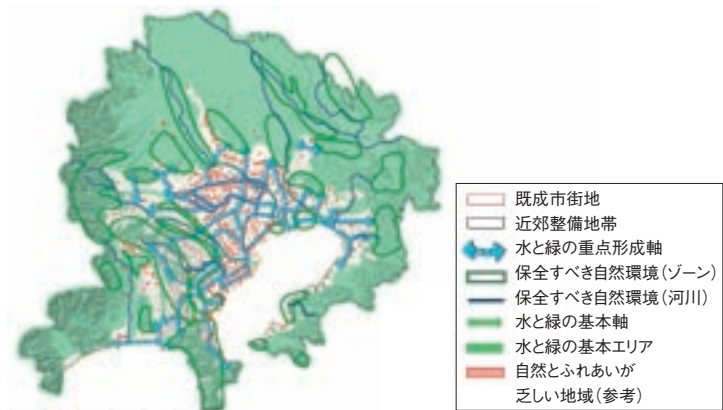 既成市街地
近郊整備地帯
水と緑の重点形成軸
保全すべき自然環境（ゾーン）
保全すべき自然環境（河川）
水と緑の基本軸
水と緑の基本エリア
自然とふれあいが
乏しい地域（参考）